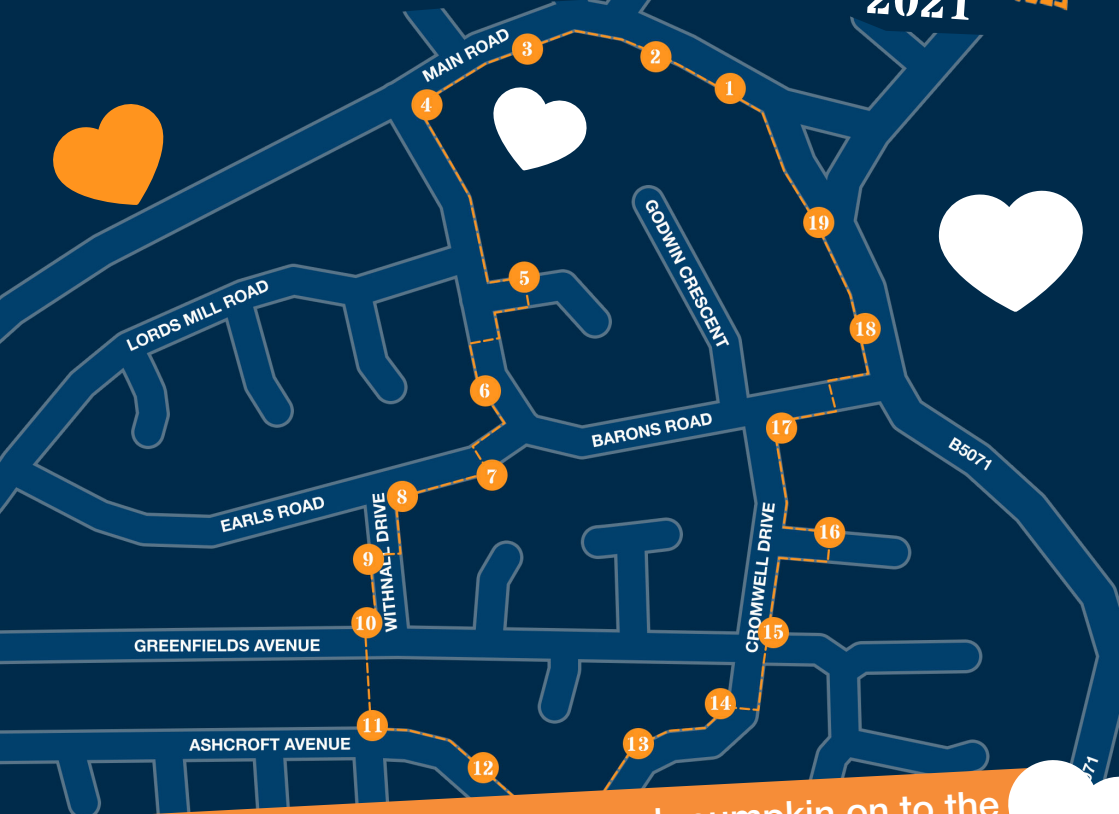 2021
MAIN ROAD
3
2
1
4
19
GODWIN CRESCENT
5
LORDS MILL ROAD
18
6
BARONS ROAD
17
B5071
7
8
EARLS ROAD
WITHNALL DRIVE
CROMWELL DRIVE
16
9
10
15
GREENFIELDS AVENUE
14
11
ASHCROFT AVENUE
13
12
on to the